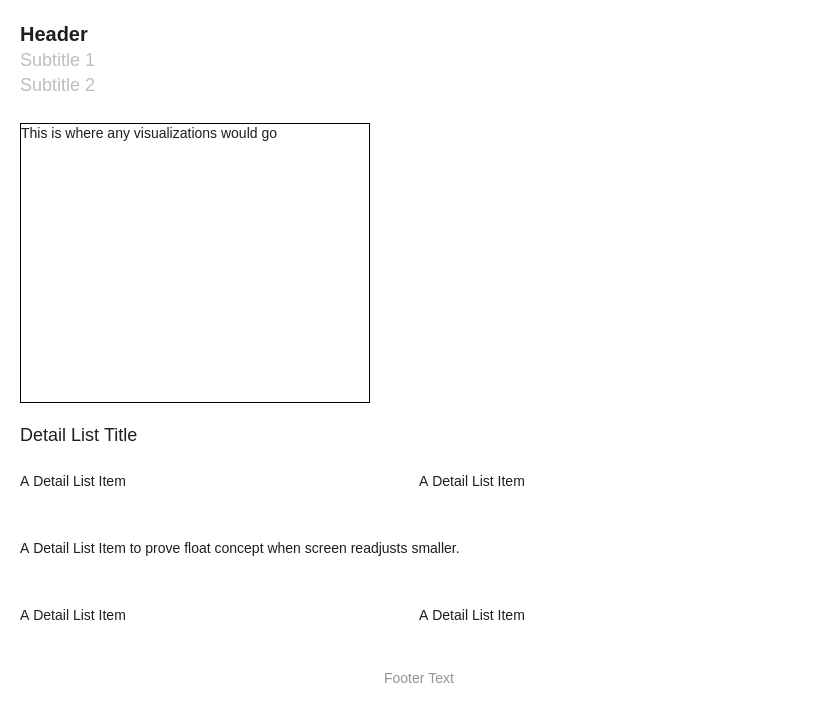 Header
Subtitle 1
Subtitle 2
This is where any visualizations would go
Detail List Title
A Detail List Item
A Detail List Item
A Detail List Item to prove float concept when screen readjusts smaller.
A Detail List Item
A Detail List Item
Footer Text